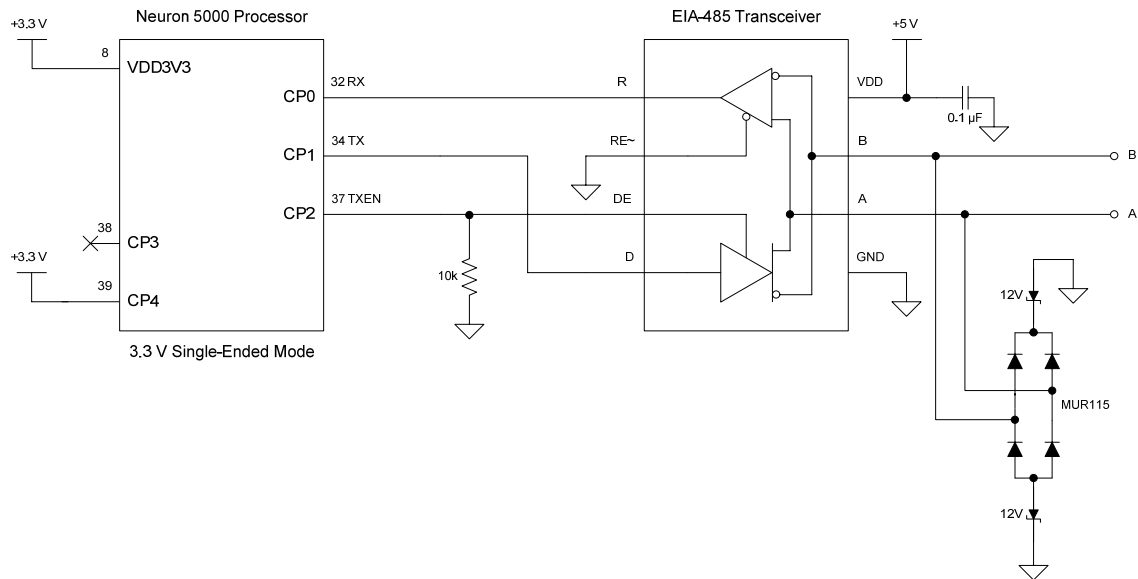 Neuron 5000 Processor
EIA-485 Transceiver
+3.3 V
+5 V
8
VDD3V3
32 RX
R
VDD
CP0
0.1 µF
34 TX
RE~
B
B
CP1
37 TXEN
DE
A
A
CP2
38
CP3
+3.3 V
10k
D
GND
39
CP4
12V
3.3 V Single-Ended Mode
MUR115
12V